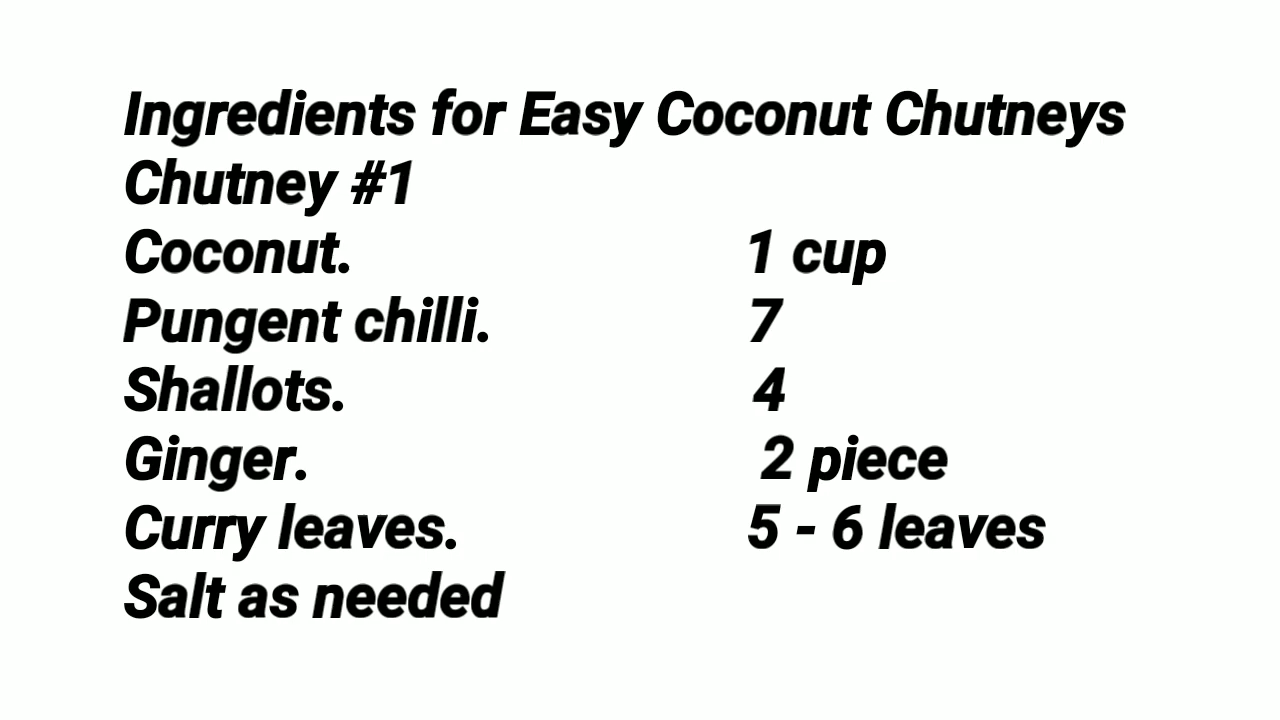 Ingredients for Easy Coconut Chutneys
Chutney #1
Coconut. 1 cup
Pungent chilli. 7
Shallots. 4
Ginger. 2 piece
Curry leaves. 5 - 6 leaves
Salt as needed